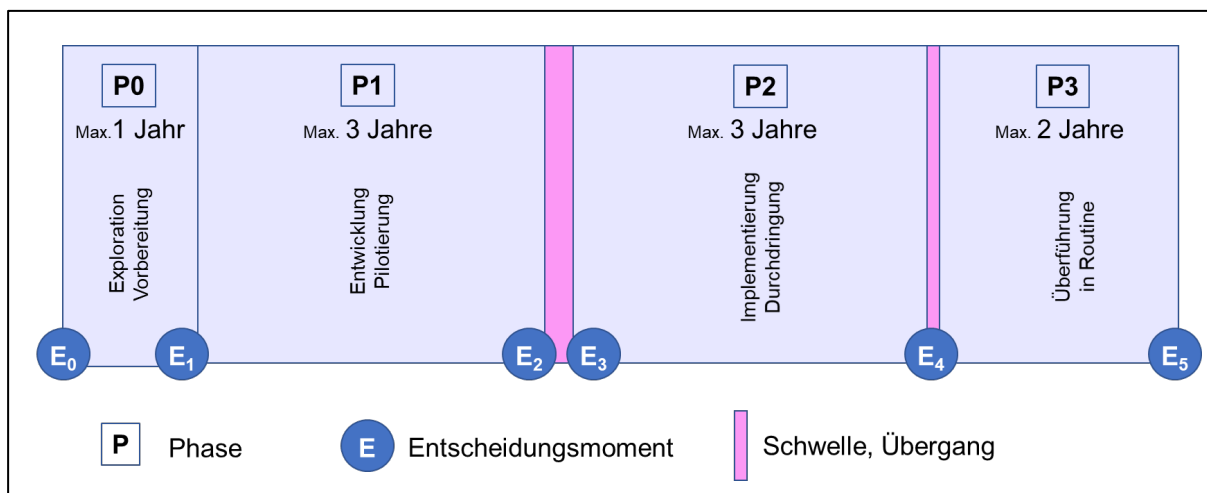 P0
Max. 1 Jahr
Exploration
Vorbereitung
P1
Max. 3 Jahre
Entwicklung
Pilotierung
P2
Max. 3 Jahre
Implementierung
Durchdringung
P3
Max. 2 Jahre
Überführung
in Routine
E₀
E₁
E₂
E₃
E₄
E₅
P Phase
E Entscheidungsmoment
Schwelle, Übergang